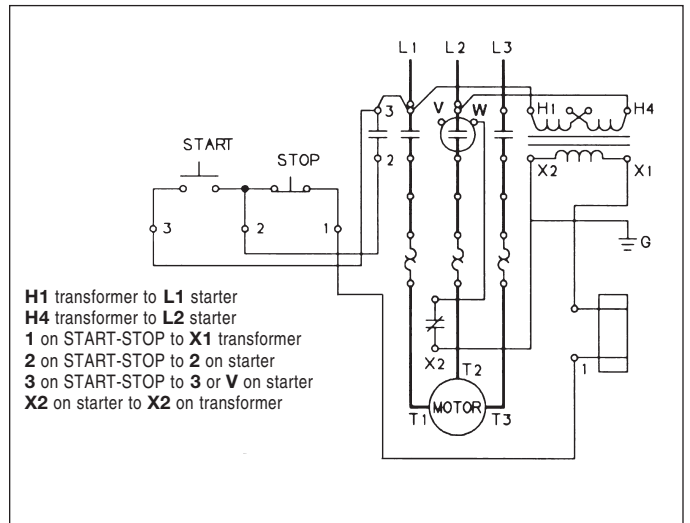 L1 L2 L3
3 V W H1 H4
START STOP 2 X2 X1
3 2 1 G
H1 transformer to L1 starter
H4 transformer to L2 starter
1 on START-STOP to X1 transformer
2 on START-STOP to 2 on starter
3 on START-STOP to 3 or V on starter
X2 on starter to X2 on transformer
X2 T2 1
T1 MOTOR T3